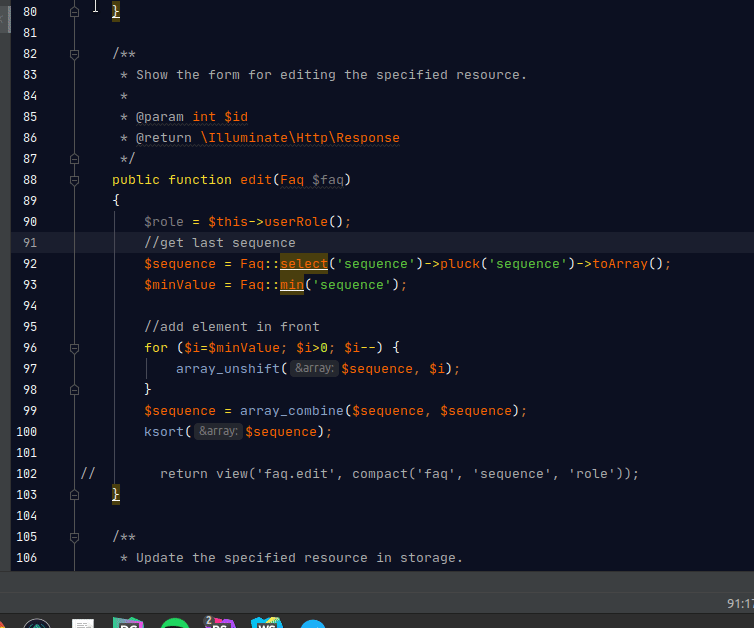 80 }
81
82 /**
83 * Show the form for editing the specified resource.
84 *
85 * @param int $id
86 * @return \Illuminate\Http\Response
87 */
88 public function edit(Faq $faq)
89 {
90 $role = $this->userRole();
91 //get last sequence
92 $sequence = Faq::select('sequence')->pluck('sequence')->toArray();
93 $minValue = Faq::min('sequence');
94
95 //add element in front
96 for ($i=$minValue; $i>0; $i--) {
97 array_unshift( &array: $sequence, $i);
98 }
99 $sequence = array_combine($sequence, $sequence);
100 ksort( &array: $sequence);
101
102 // return view('faq.edit', compact('faq', 'sequence', 'role'));
103 }
104
105 /**
106 * Update the specified resource in storage.
91:17
2